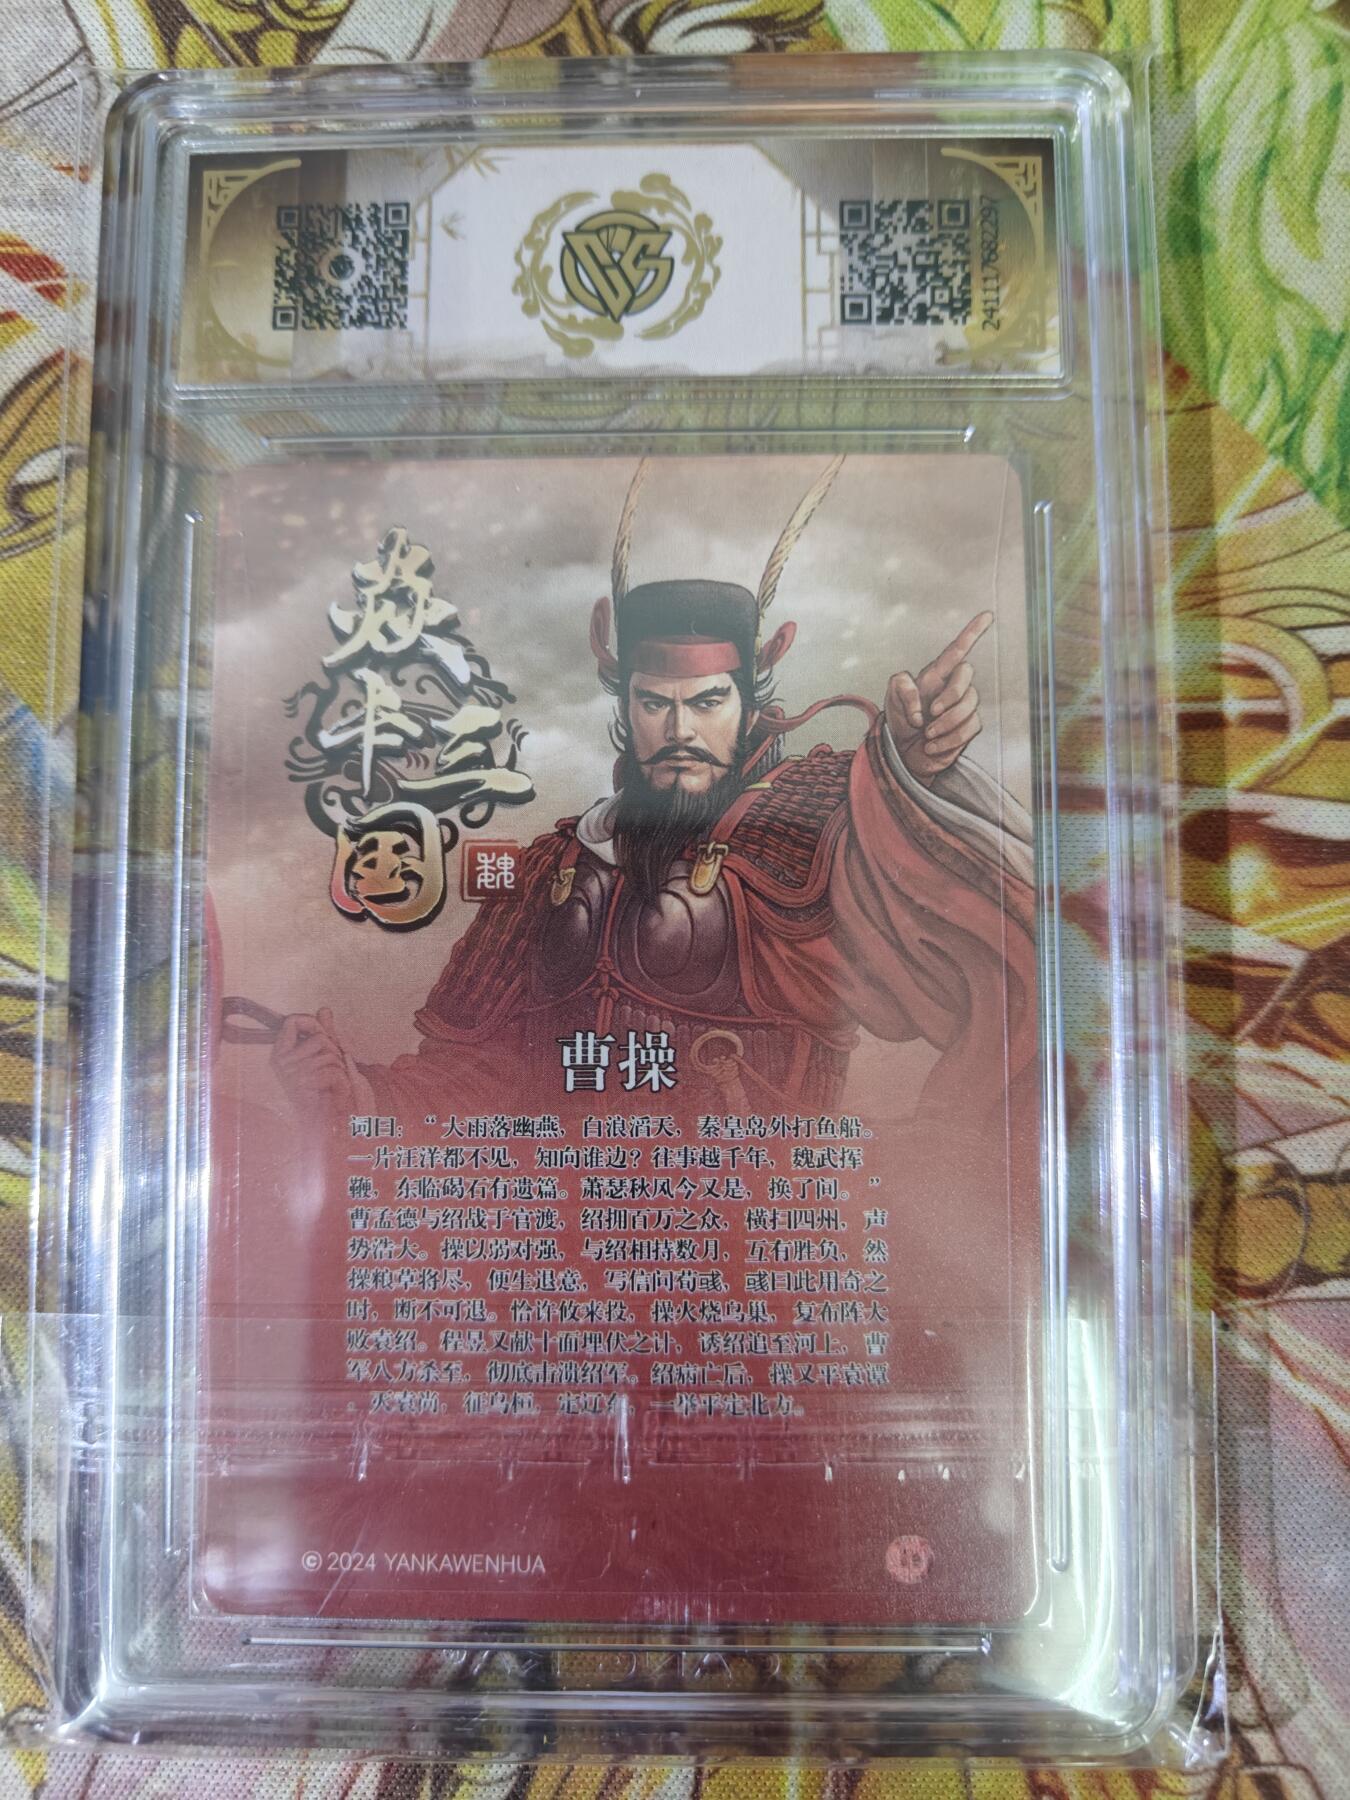 24111/682297
炎卡三国
魏
曹操
词曰：“大雨落幽燕，白浪滔天，秦皇岛外打鱼船。
一片汪洋都不见，知向谁边？往事越千年，魏武挥
鞭，东临碣石有遗篇。萧瑟秋风今又是，换了间。”
曹孟德与绍战于官渡，绍拥百万之众，横扫四州，声
势浩大。操以弱对强，与绍相持数月，互有胜负，然
操粮草将尽，便生退意，写信问荀彧，彧曰此用奇之
时，断不可退。恰许攸来投，操火烧乌巢，复布阵大
败袁绍。程昱又献十面埋伏之计，诱绍追至河上，曹
军八方杀至，彻底击溃绍军。绍病亡后，操又平袁谭
，灭袁尚，征乌桓，定辽东，一举平定北方。
© 2024 YANKAWENHUA